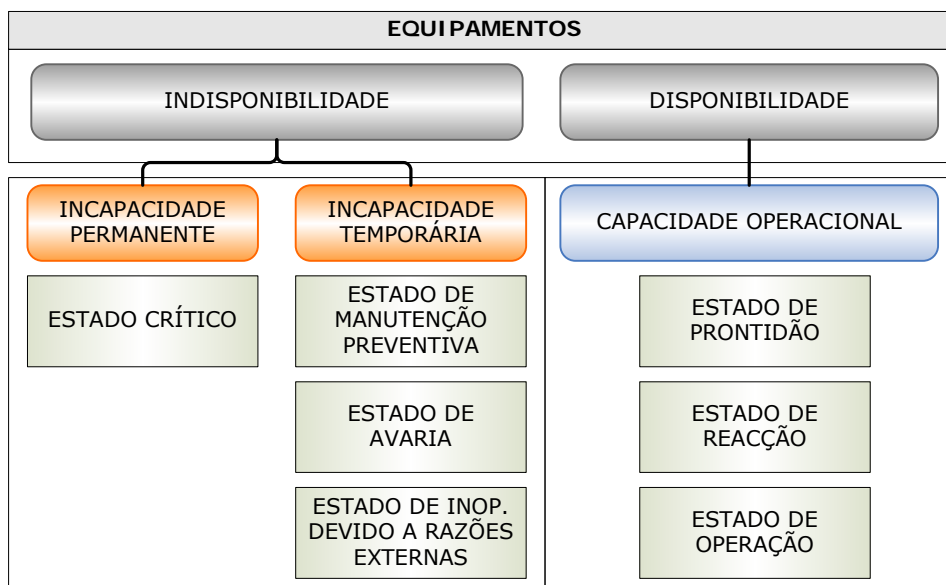 EQUIPAMENTOS
INDISPONIBILIDADE
DISPONIBILIDADE
INCAPACIDADE
PERMANENTE
INCAPACIDADE
TEMPORÁRIA
CAPACIDADE OPERACIONAL
ESTADO CRÍTICO
ESTADO DE
MANUTENÇÃO
PREVENTIVA
ESTADO DE
PRONTIDÃO
ESTADO DE
AVARIA
ESTADO DE
REACÇÃO
ESTADO DE INOP.
DEVIDO A RAZÕES
EXTERNAS
ESTADO DE
OPERAÇÃO